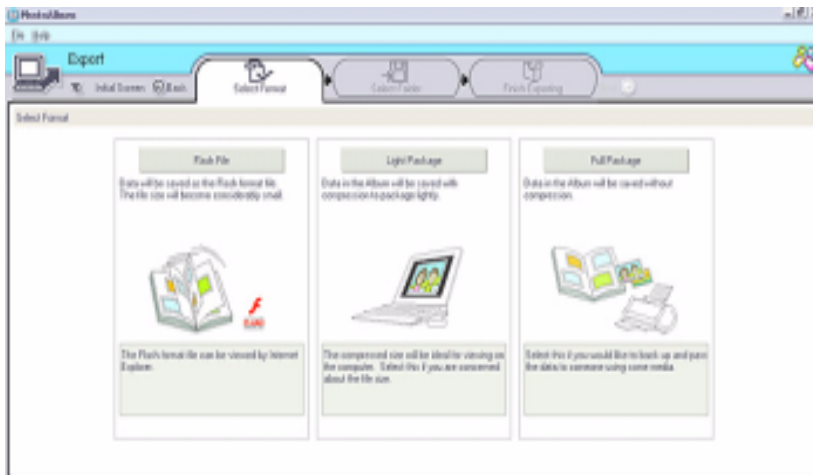 PhotoAlbum
File Help
Export
Initial Screen Back
Select Format
Select Folder
Finish Exporting
Select Format
Flash File
Data will be saved as the Flash format file.
The file size will become considerably small.
The Flash format file can be viewed by Internet
Explorer.
Light Package
Data in the Album will be saved with
compression to package lightly.
The compressed size will be ideal for viewing on
the computer. Select this if you are concerned
about the file size.
Full Package
Data in the Album will be saved without
compression.
Select this if you would like to back up and pass
the data to someone using some media.